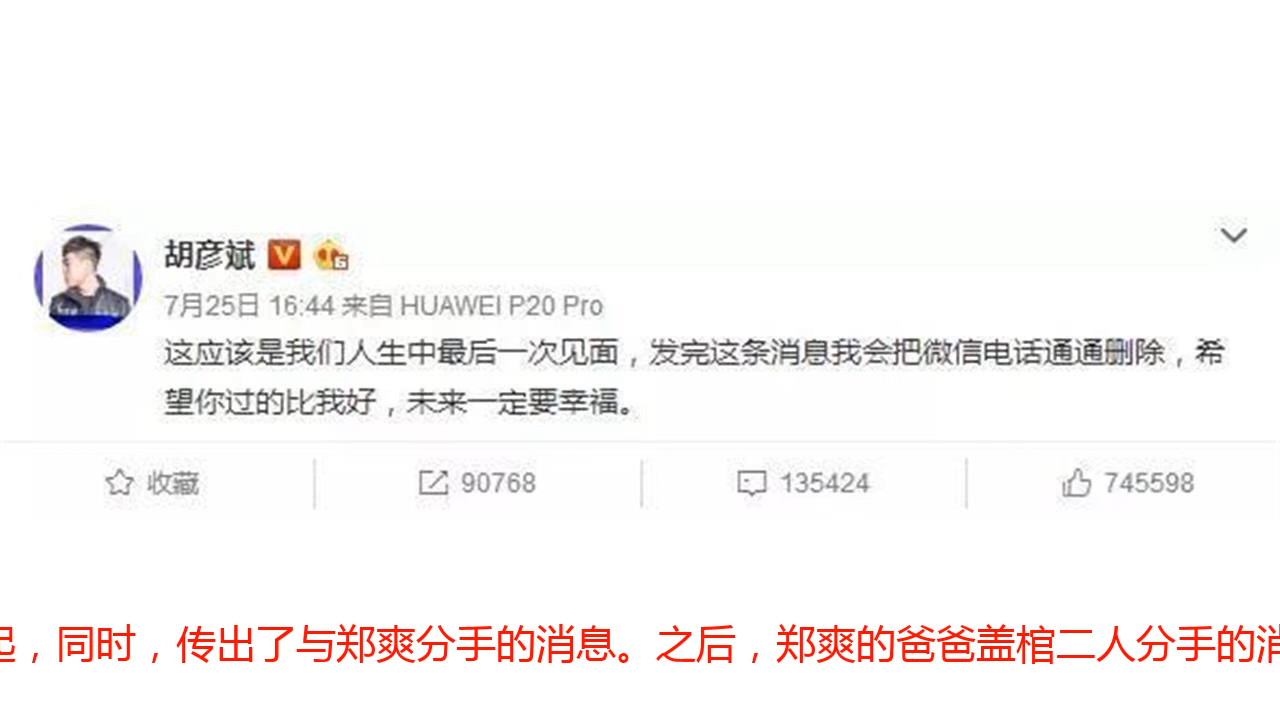 胡彦斌
7月25日 16:44 来自 HUAWEI P20 Pro
这应该是我们人生中最后一次见面，发完这条消息我会把微信电话通通删除，希
望你过的比我好，未来一定要幸福。
收藏 90768 135424 745598
起，同时，传出了与郑爽分手的消息。之后，郑爽的爸爸盖棺二人分手的消